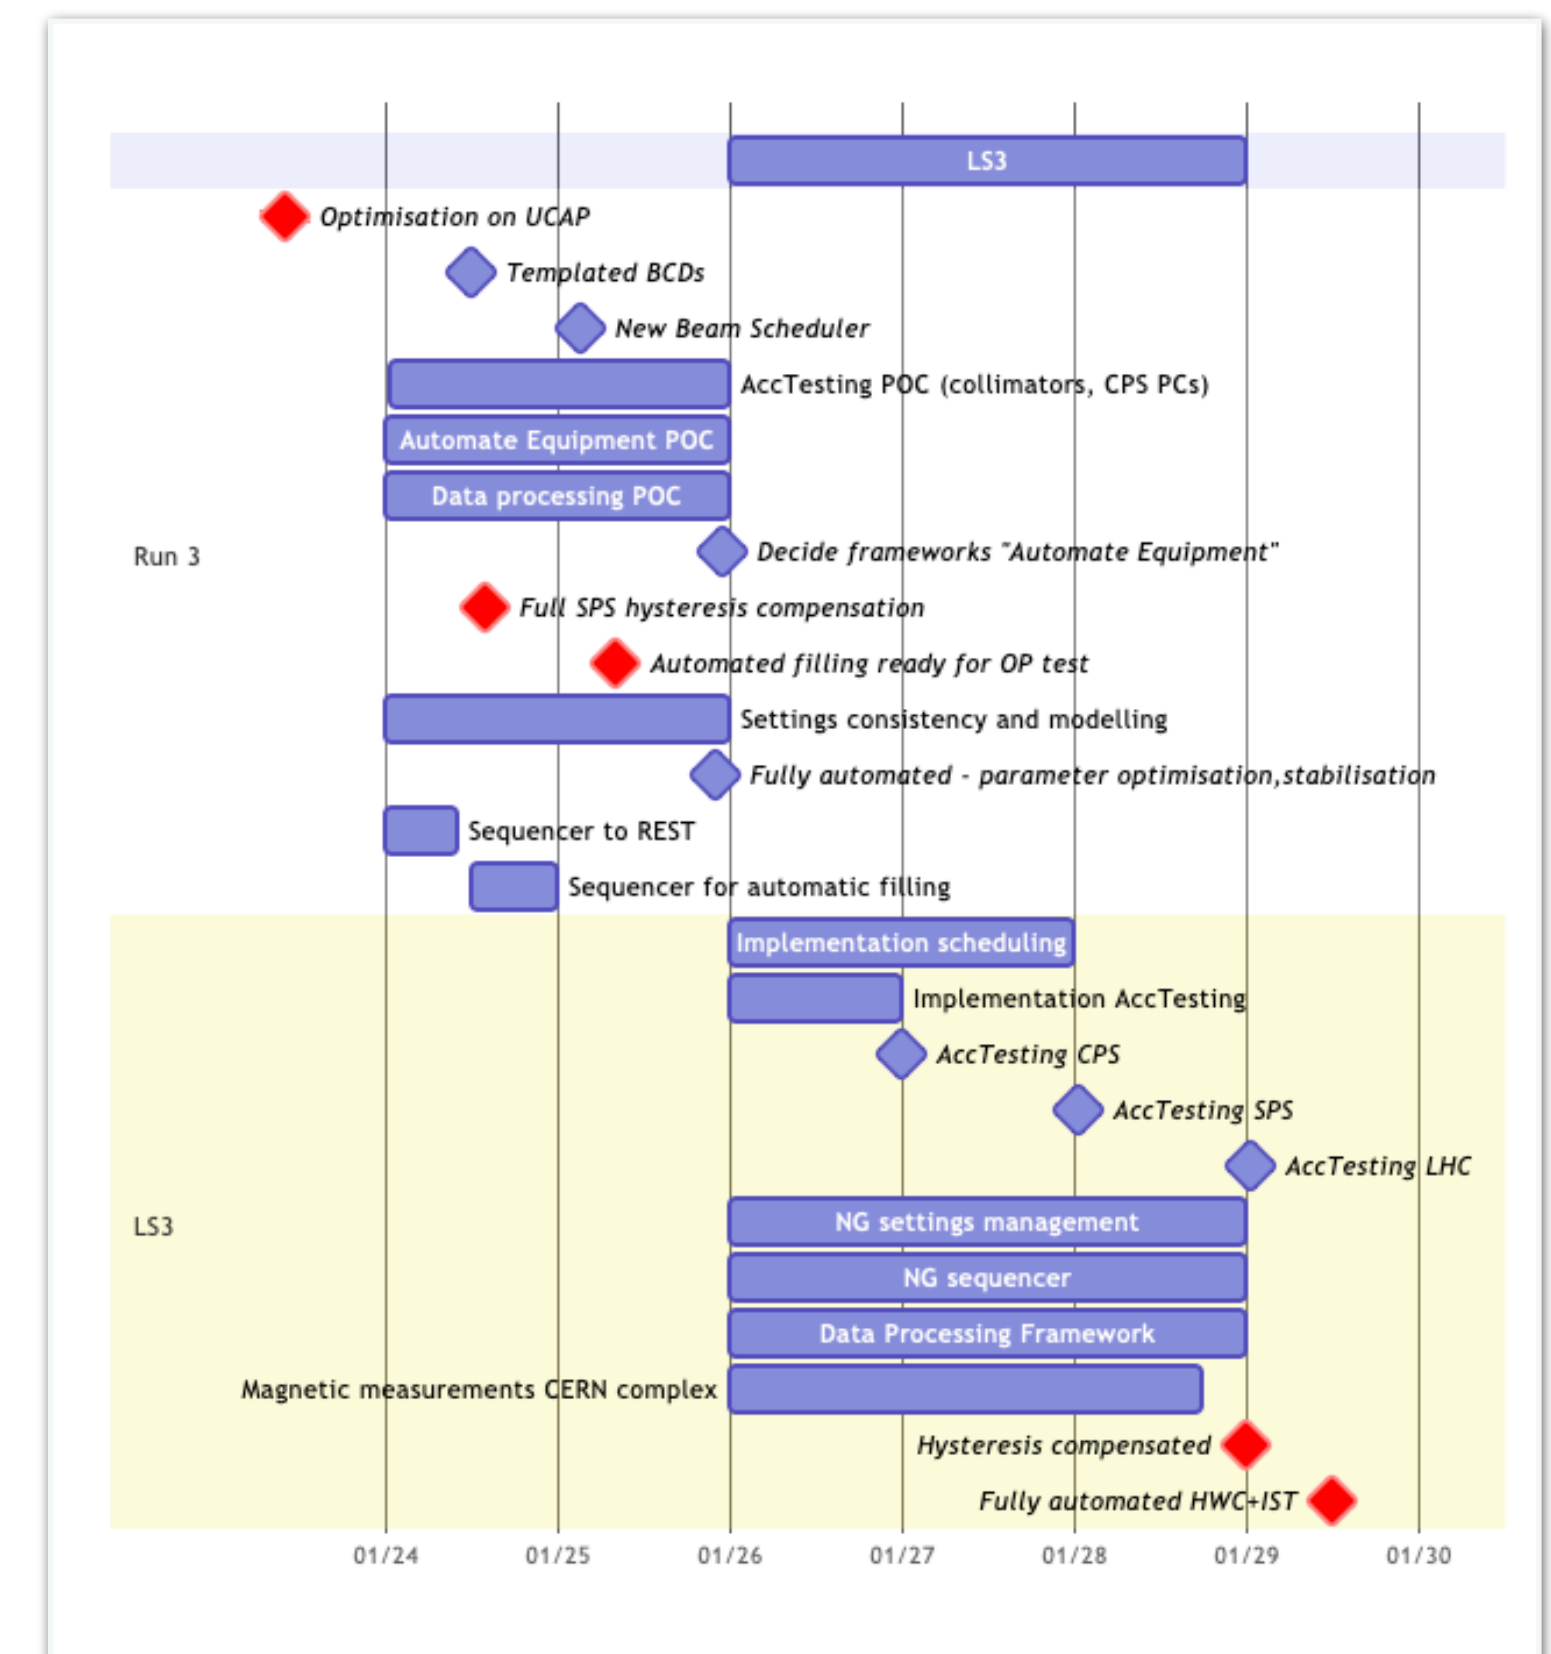 LS3
Optimisation on UCAP
Templated BCDs
New Beam Scheduler
AccTesting POC (collimators, CPS PCs)
Automate Equipment POC
Data processing POC
Run 3
Decide frameworks "Automate Equipment"
Full SPS hysteresis compensation
Automated filling ready for OP test
Settings consistency and modelling
Fully automated - parameter optimisation,stabilisation
Sequencer to REST
Sequencer for automatic filling
Implementation scheduling
Implementation AccTesting
AccTesting CPS
AccTesting SPS
AccTesting LHC
LS3
NG settings management
NG sequencer
Data Processing Framework
Magnetic measurements CERN complex
Hysteresis compensated
Fully automated HWC+IST
01/24 01/25 01/26 01/27 01/28 01/29 01/30